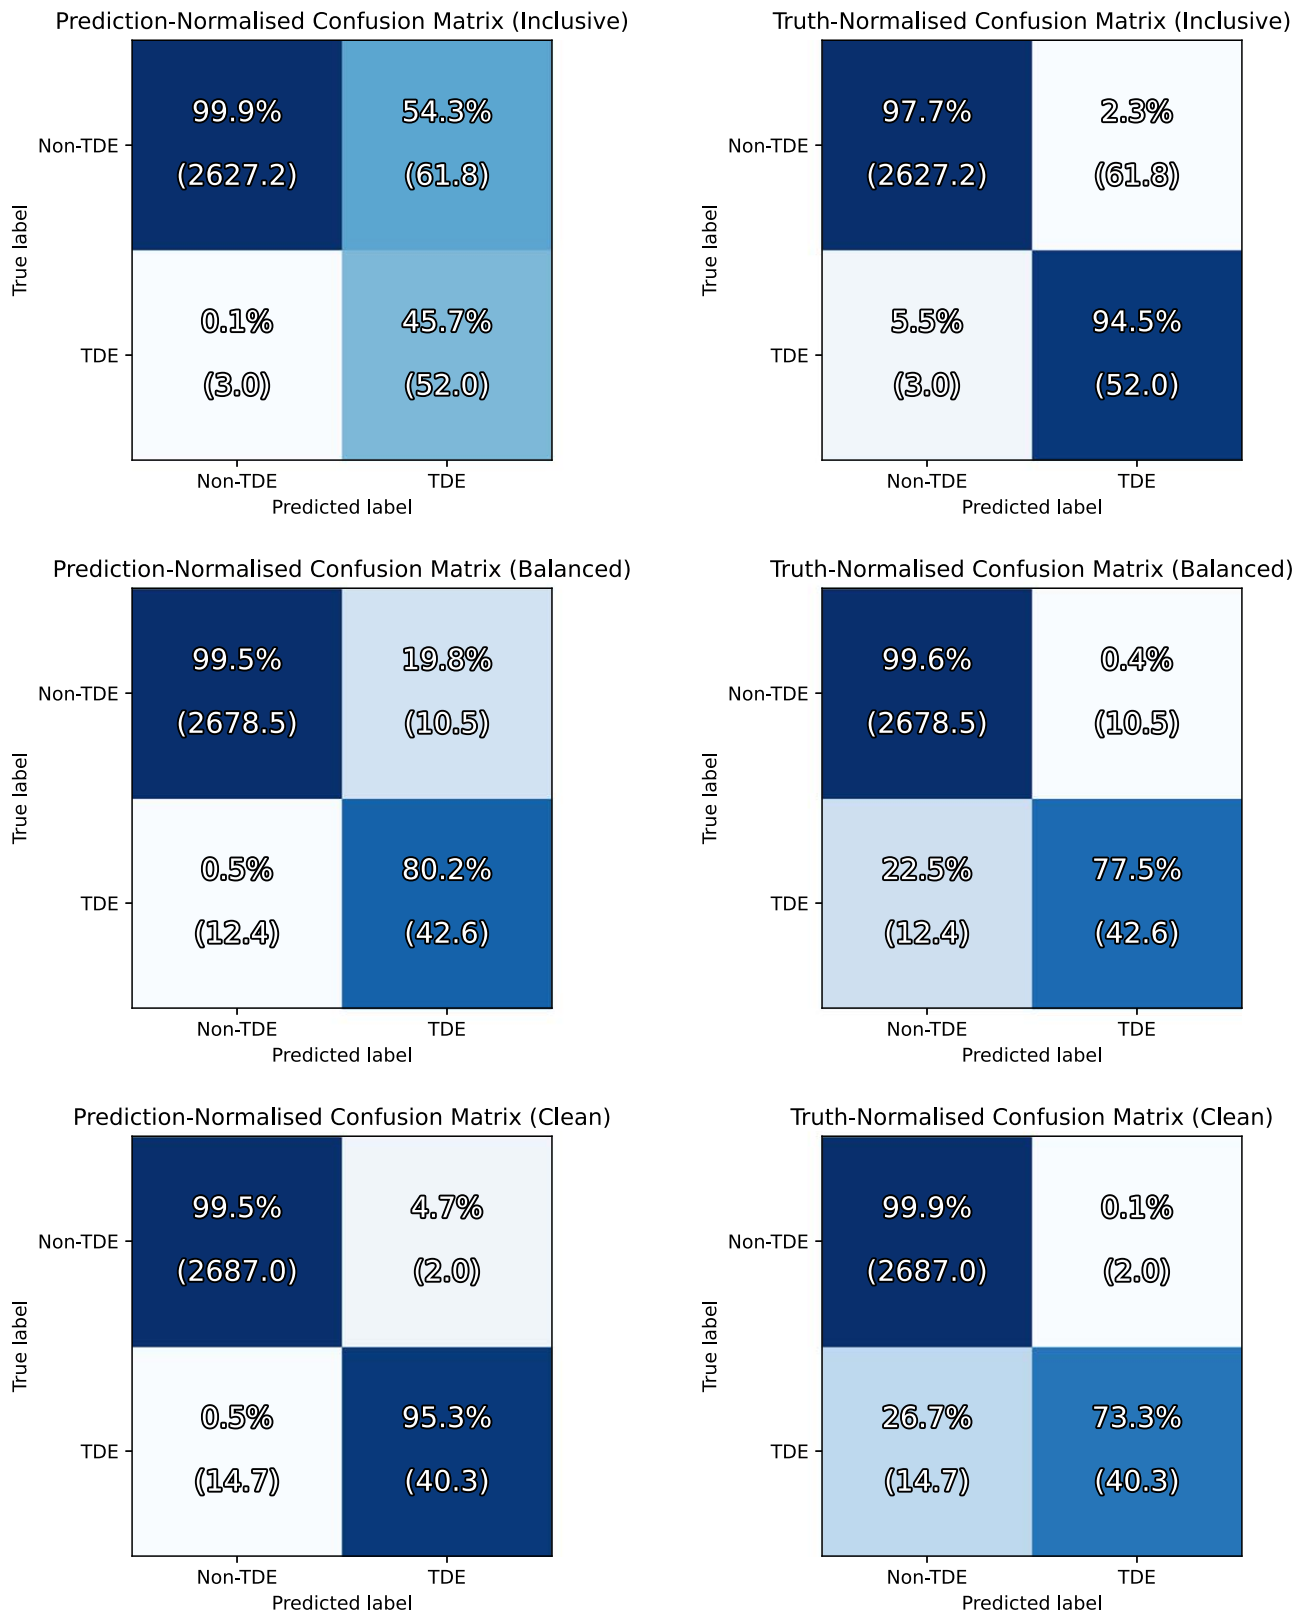 Prediction-Normalised Confusion Matrix (Inclusive)
True label
Non-TDE
99.9%
54.3%
(2627.2)
(61.8)
TDE
0.1%
45.7%
(3.0)
(52.0)
Non-TDE
TDE
Predicted label
Truth-Normalised Confusion Matrix (Inclusive)
True label
Non-TDE
97.7%
2.3%
(2627.2)
(61.8)
TDE
5.5%
94.5%
(3.0)
(52.0)
Non-TDE
TDE
Predicted label
Prediction-Normalised Confusion Matrix (Balanced)
True label
Non-TDE
99.5%
19.8%
(2678.5)
(10.5)
TDE
0.5%
80.2%
(12.4)
(42.6)
Non-TDE
TDE
Predicted label
Truth-Normalised Confusion Matrix (Balanced)
True label
Non-TDE
99.6%
0.4%
(2678.5)
(10.5)
TDE
22.5%
77.5%
(12.4)
(42.6)
Non-TDE
TDE
Predicted label
Prediction-Normalised Confusion Matrix (Clean)
True label
Non-TDE
99.5%
4.7%
(2687.0)
(2.0)
TDE
0.5%
95.3%
(14.7)
(40.3)
Non-TDE
TDE
Predicted label
Truth-Normalised Confusion Matrix (Clean)
True label
Non-TDE
99.9%
0.1%
(2687.0)
(2.0)
TDE
26.7%
73.3%
(14.7)
(40.3)
Non-TDE
TDE
Predicted label